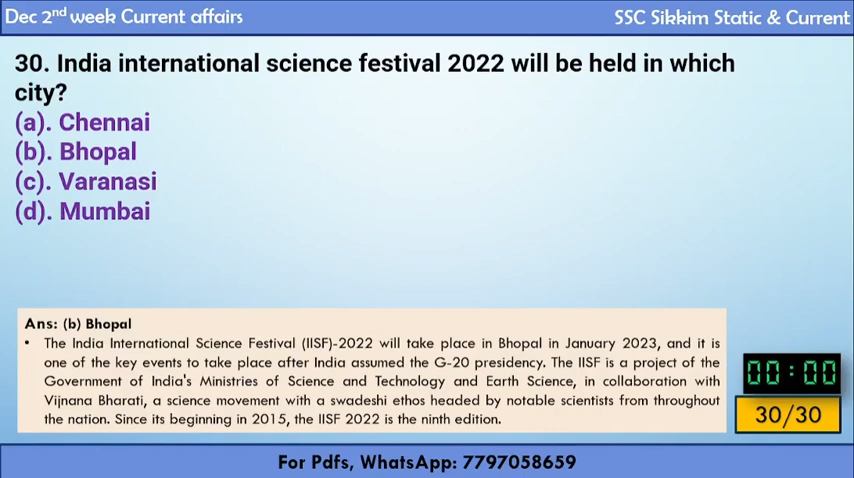 Dec 2nd week Current affairs
SSC Sikkim Static & Current
30. India international science festival 2022 will be held in which
city?
(a). Chennai
(b). Bhopal
(c). Varanasi
(d). Mumbai
Ans: (b) Bhopal
• The India International Science Festival (IISF)-2022 will take place in Bhopal in January 2023, and it is
one of the key events to take place after India assumed the G-20 presidency. The IISF is a project of the
Government of India's Ministries of Science and Technology and Earth Science, in collaboration with
Vijnana Bharati, a science movement with a swadeshi ethos headed by notable scientists from throughout
the nation. Since its beginning in 2015, the IISF 2022 is the ninth edition.
00:00
30/30
For Pdfs, WhatsApp: 7797058659